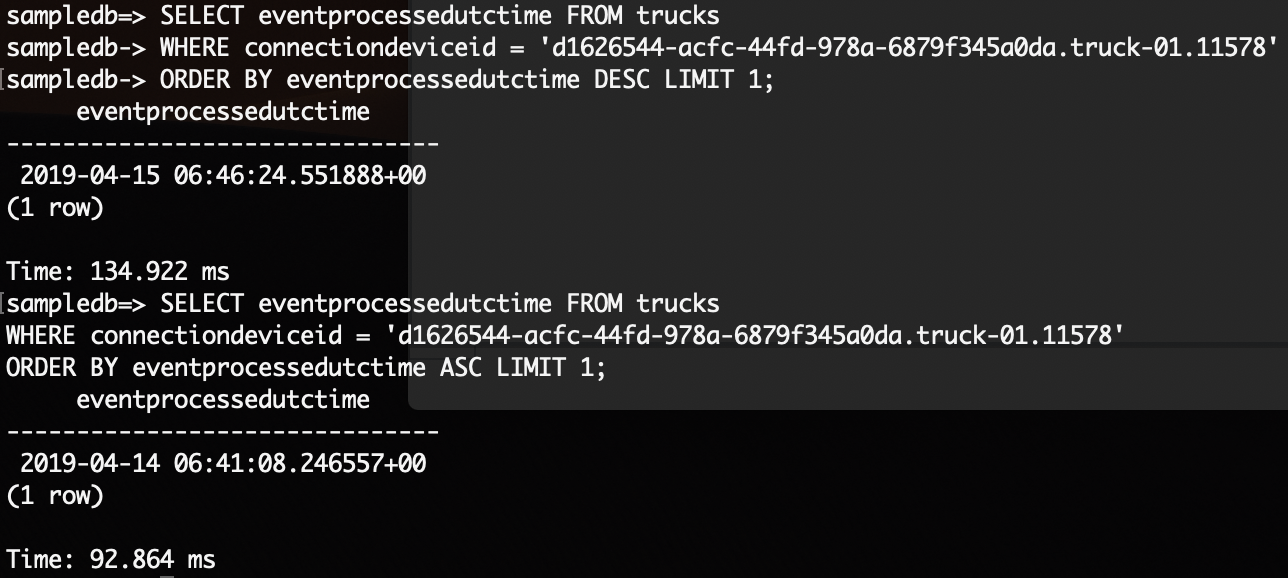 sampledb=> SELECT eventprocessedutctime FROM trucks
sampledb-> WHERE connectiondeviceid = 'd1626544-acfc-44fd-978a-6879f345a0da.truck-01.11578'
[sampledb-> ORDER BY eventprocessedutctime DESC LIMIT 1;
eventprocessedutctime
-------------------------------
2019-04-15 06:46:24.551888+00
(1 row)
Time: 134.922 ms
[sampledb=> SELECT eventprocessedutctime FROM trucks
WHERE connectiondeviceid = 'd1626544-acfc-44fd-978a-6879f345a0da.truck-01.11578'
ORDER BY eventprocessedutctime ASC LIMIT 1;
eventprocessedutctime
-------------------------------
2019-04-14 06:41:08.246557+00
(1 row)
Time: 92.864 ms